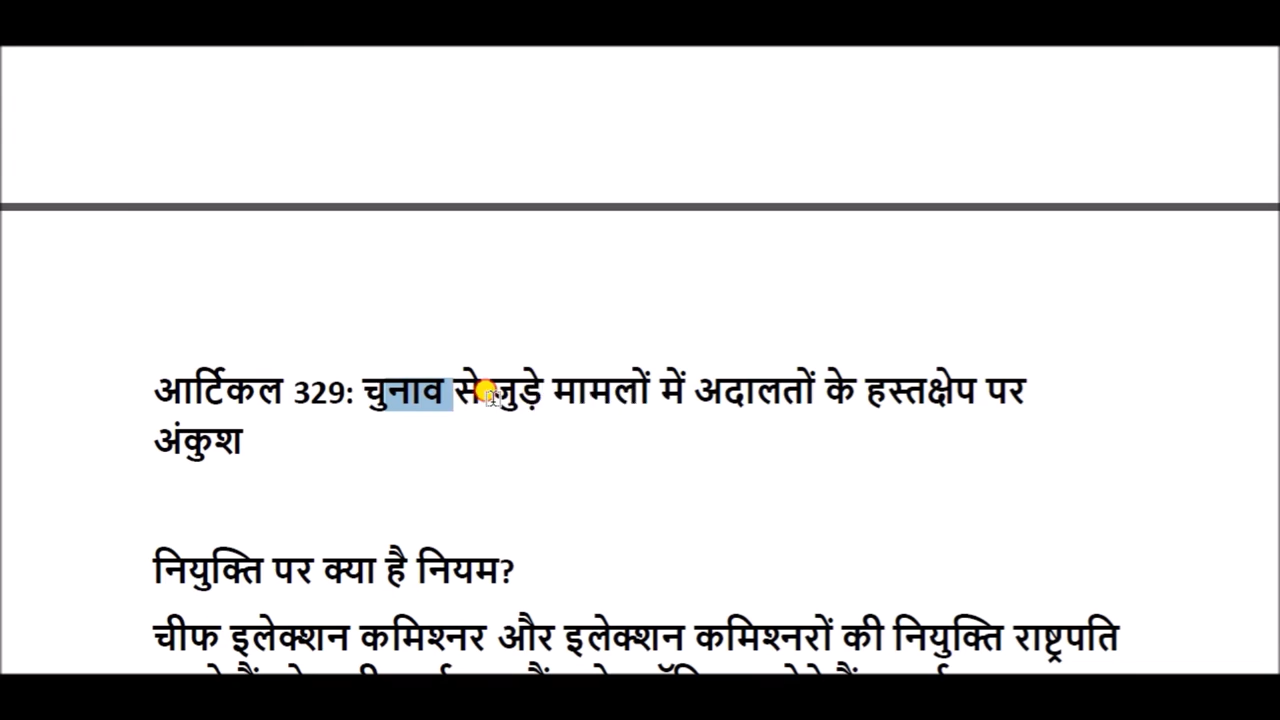 आर्टिकल 329: चुनाव से जुड़े मामलों में अदालतों के हस्तक्षेप पर
अंकुश
नियुक्ति पर क्या है नियम?
चीफ इलेक्शन कमिश्नर और इलेक्शन कमिश्नरों की नियुक्ति राष्ट्रपति